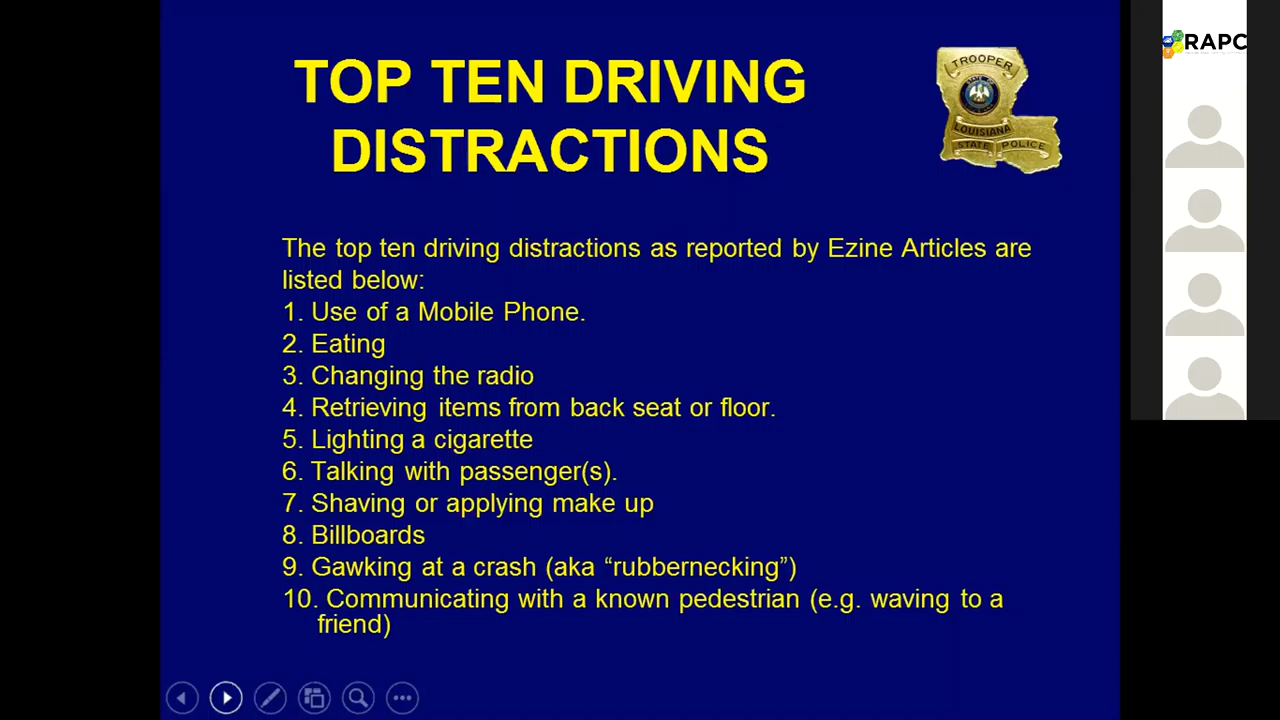 TOP TEN DRIVING
DISTRACTIONS
TROOPER
LOUISIANA
STATE POLICE
RAPC
The top ten driving distractions as reported by Ezine Articles are
listed below:
1. Use of a Mobile Phone.
2. Eating
3. Changing the radio
4. Retrieving items from back seat or floor.
5. Lighting a cigarette
6. Talking with passenger(s).
7. Shaving or applying make up
8. Billboards
9. Gawking at a crash (aka “rubbernecking”)
10. Communicating with a known pedestrian (e.g. waving to a
friend)